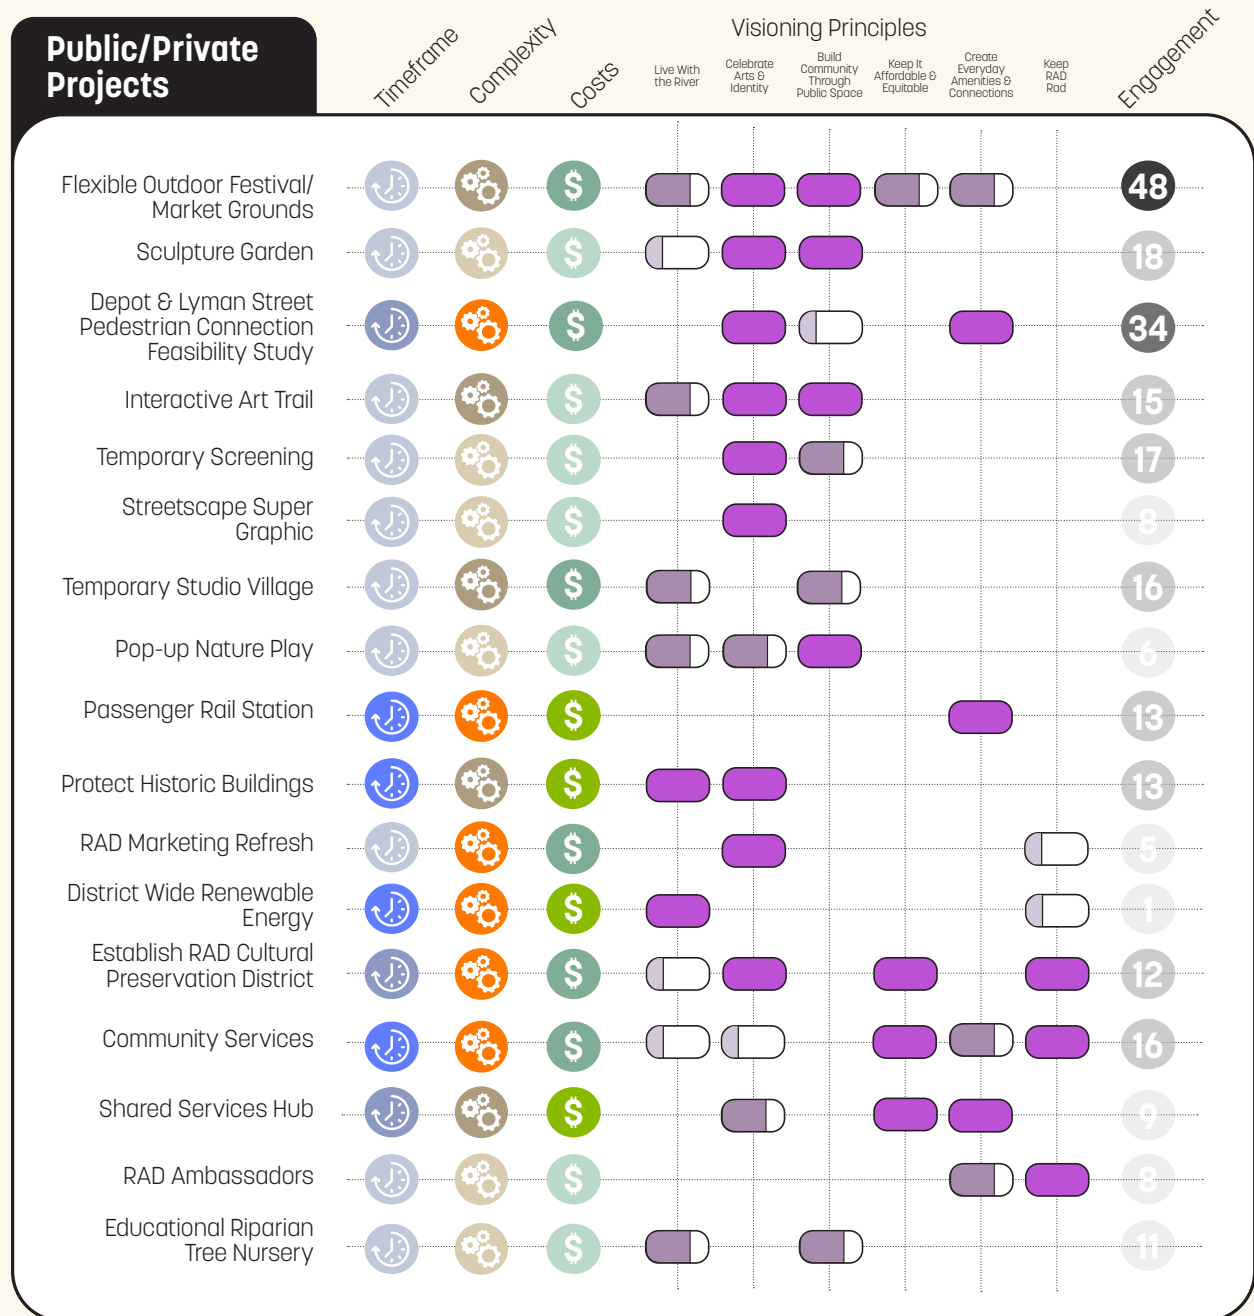 Public/Private
Projects
Timeframe
Complexity
Costs
Visioning Principles
Live With
the River
Celebrate
Arts &
Identity
Build
Community
Through
Public Space
Keep It
Affordable &
Equitable
Create
Everyday
Amenities &
Connections
Keep
RAD
Rad
Engagement
Flexible Outdoor Festival/
Market Grounds
$
48
Sculpture Garden
$
18
Depot & Lyman Street
Pedestrian Connection
Feasibility Study
$
34
Interactive Art Trail
$
15
Temporary Screening
$
17
Streetscape Super
Graphic
$
8
Temporary Studio Village
$
16
Pop-up Nature Play
$
6
Passenger Rail Station
$
13
Protect Historic Buildings
$
13
RAD Marketing Refresh
$
5
District Wide Renewable
Energy
$
1
Establish RAD Cultural
Preservation District
$
12
Community Services
$
16
Shared Services Hub
$
9
RAD Ambassadors
$
8
Educational Riparian
Tree Nursery
$
11